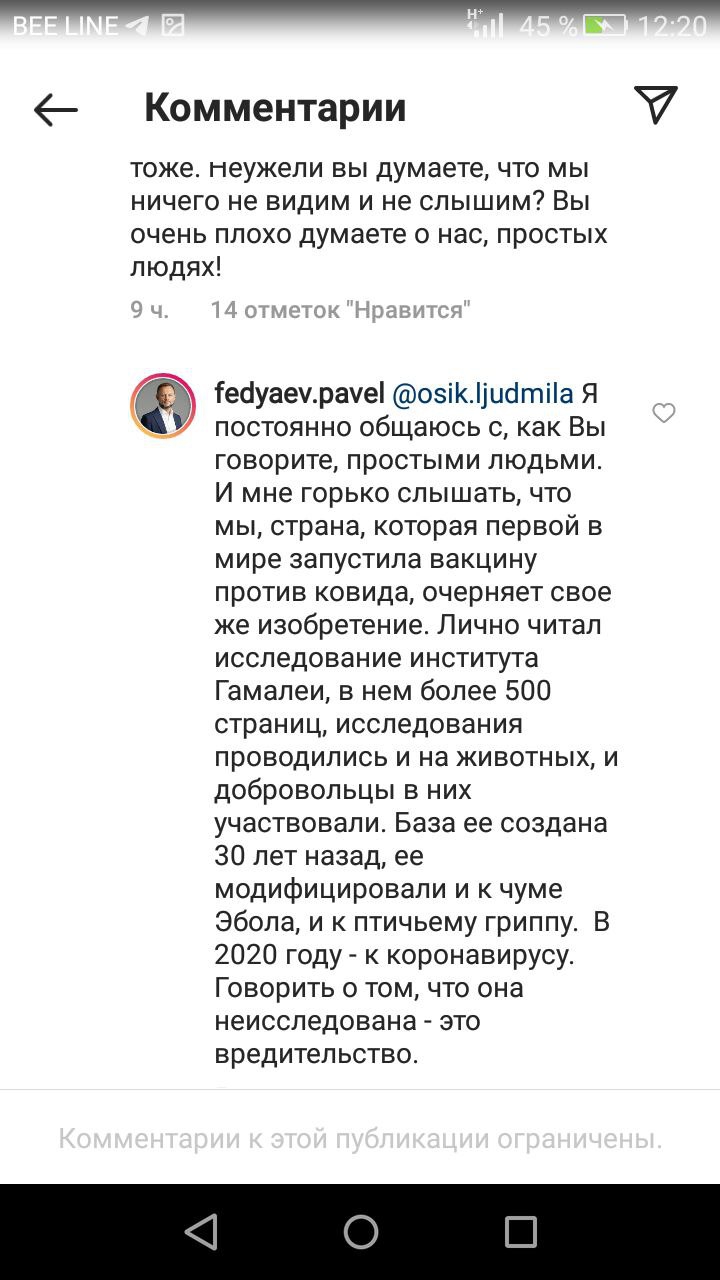 BEE LINE H+ 45 % 12:20
Комментарии
тоже. Неужели вы думаете, что мы
ничего не видим и не слышим? Вы
очень плохо думаете о нас, простых
людях!
9 ч. 14 отметок "Нравится"
fedyaev.pavel @osik.ljudmila Я
постоянно общаюсь с, как Вы
говорите, простыми людьми.
И мне горько слышать, что
мы, страна, которая первой в
мире запустила вакцину
против ковида, очерняет свое
же изобретение. Лично читал
исследование института
Гамалеи, в нем более 500
страниц, исследования
проводились и на животных, и
добровольцы в них
участвовали. База ее создана
30 лет назад, ее
модифицировали и к чуме
Эбола, и к птичьему гриппу. В
2020 году - к коронавирусу.
Говорить о том, что она
неисследована - это
вредительство.
Комментарии к этой публикации ограничены.